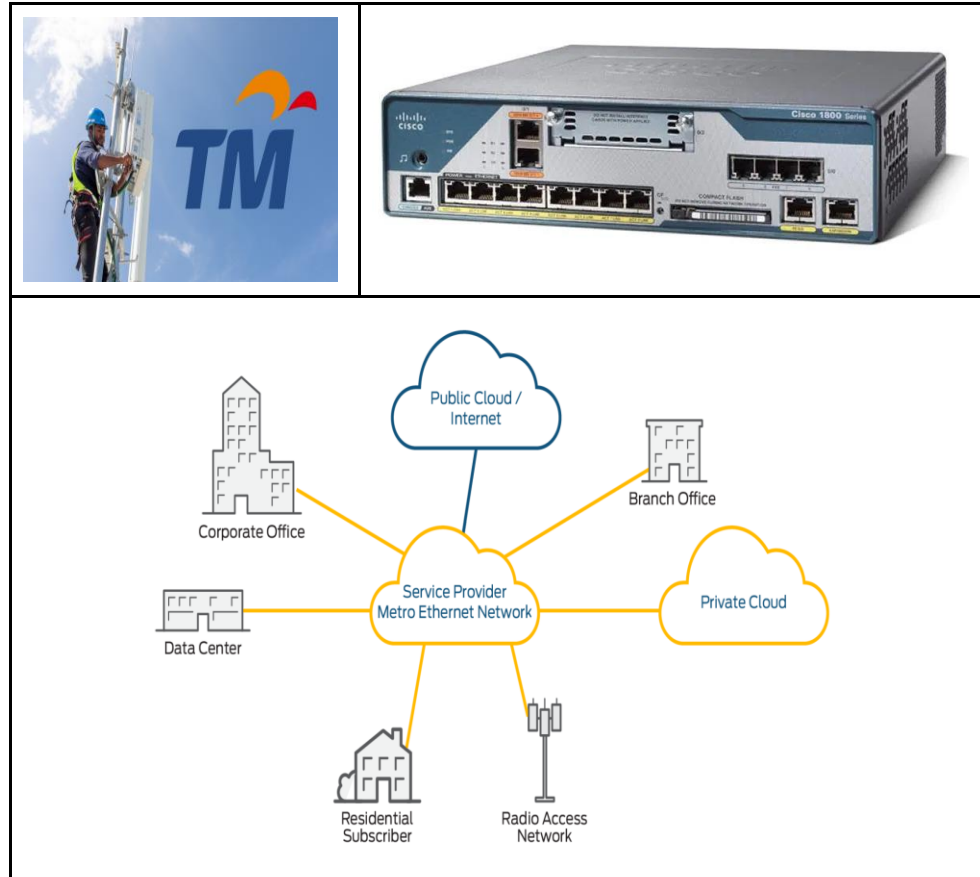 TM
CISCO
Cisco 1800 Series
COMPACT FLASH
Public Cloud /
Internet
Corporate Office
Branch Office
Service Provider
Metro Ethernet Network
Private Cloud
Data Center
Residential
Subscriber
Radio Access
Network